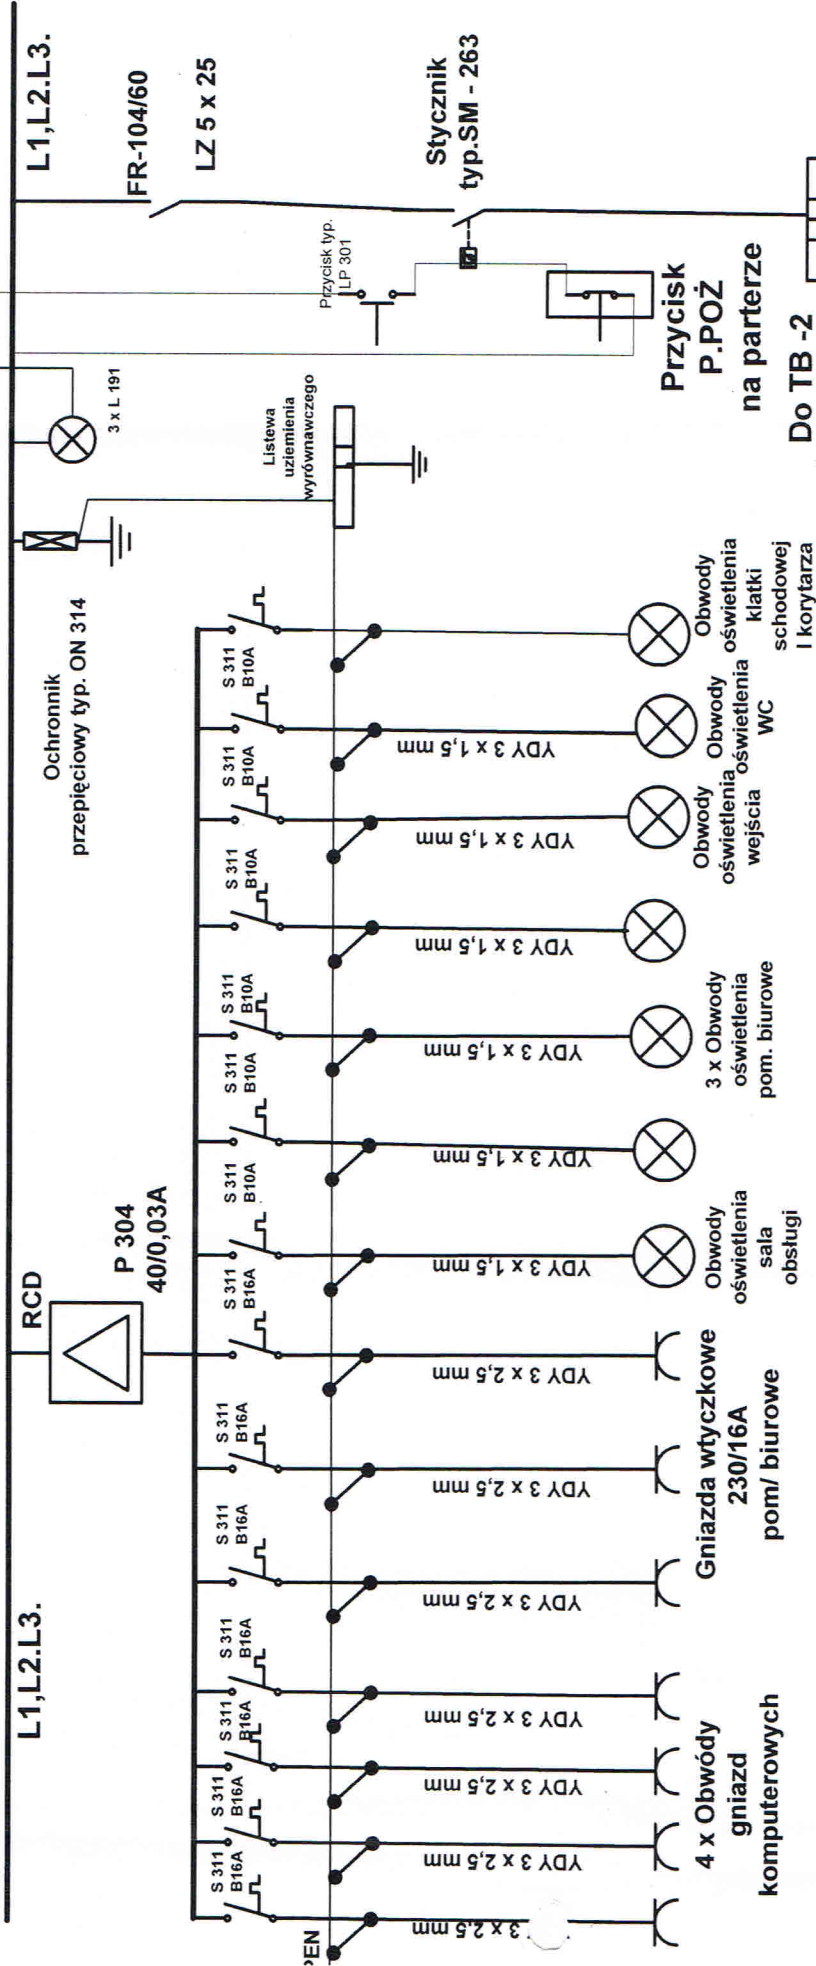 L1,L2.L3.
RCD
P 304
40/0,03A
Ochronnik
przepięciowy typ. ON 314
3 x L 191
L1,L2.L3.
FR-104/60
LZ 5 x 25
Przycisk typ.
LP 301
Stycznik
typ.SM - 263
Listewa
uziemienia
wyrównawczego
S 311
B16A
S 311
B16A
S 311
B16A
S 311
B16A
S 311
B16A
S 311
B16A
S 311
B16A
S 311
B10A
S 311
B10A
S 311
B10A
S 311
B10A
S 311
B10A
S 311
B10A
PEN
3 x 2,5 mm
YDY 3 x 2,5 mm
YDY 3 x 2,5 mm
YDY 3 x 2,5 mm
YDY 3 x 2,5 mm
YDY 3 x 2,5 mm
YDY 3 x 2,5 mm
YDY 3 x 1,5 mm
YDY 3 x 1,5 mm
YDY 3 x 1,5 mm
YDY 3 x 1,5 mm
YDY 3 x 1,5 mm
YDY 3 x 1,5 mm
4 x Obwódy
gniazd
komputerowych
Gniazda wtyczkowe
230/16A
pom/ biurowe
Obwody
oświetlenia
sala
obsługi
3 x Obwody
oświetlenia
pom. biurowe
Obwody
oświetlenia
wejścia
Obwody
oświetlenia
WC
Obwody
oświetlenia
klatki
schodowej
I korytarza
Przycisk
P.POŻ
na parterze
Do TB -2